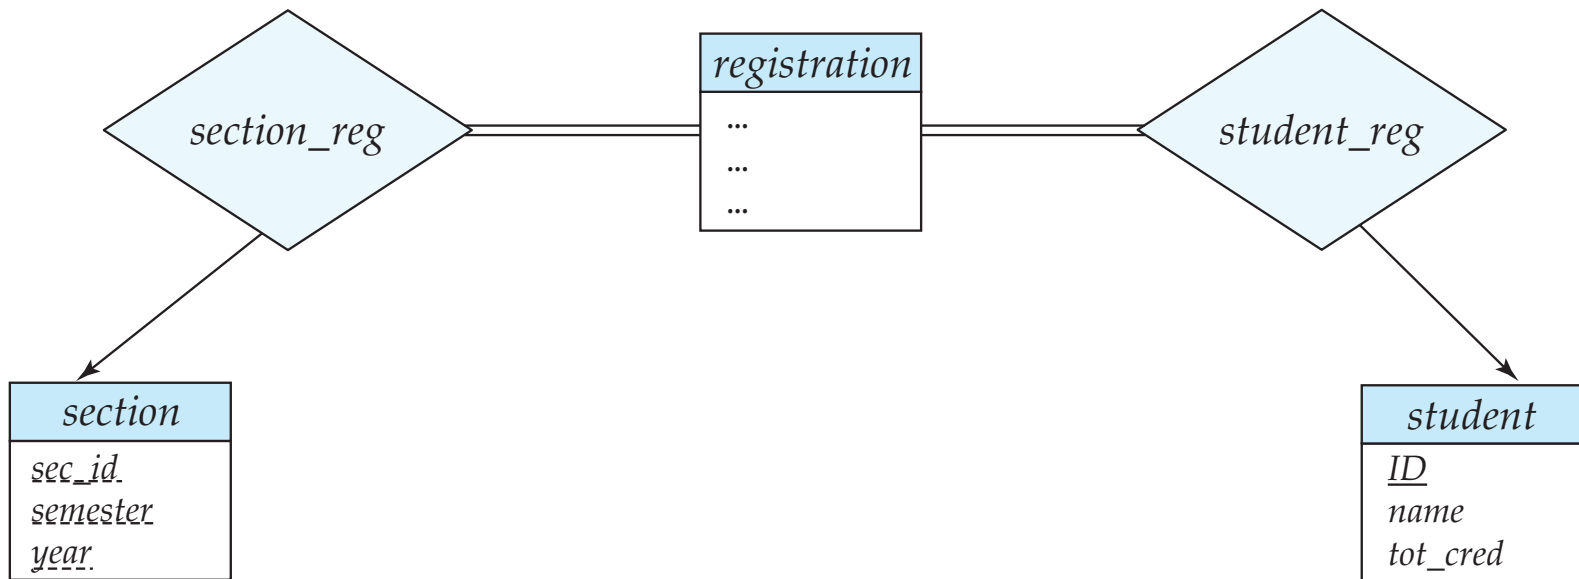 section_reg
registration
...
...
...
student_reg
section
sec_id
semester
year
student
ID
name
tot_cred